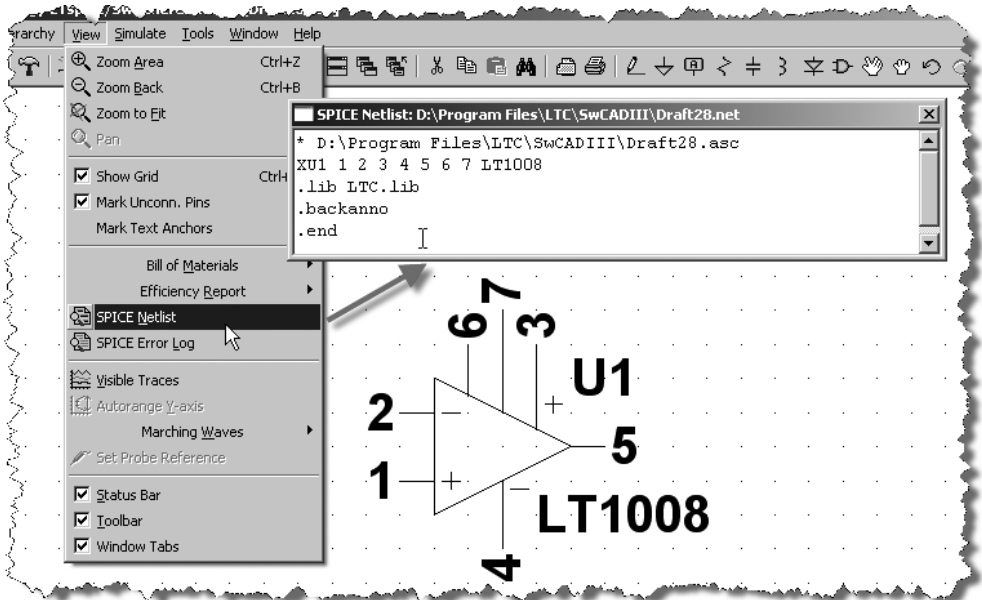 View Simulate Tools Window Help
Zoom Area Ctrl+Z
Zoom Back Ctrl+B
Zoom to Fit
Pan
Show Grid
Mark Unconn. Pins
Mark Text Anchors
Bill of Materials
Efficiency Report
SPICE Netlist
SPICE Error Log
Visible Traces
Autorange Y-axis
Marching Waves
Set Probe Reference
Status Bar
Toolbar
Window Tabs
SPICE Netlist: D:\Program Files\LTC\SwCADIII\Draft28.net
* D:\Program Files\LTC\SwCADIII\Draft28.asc
XU1 1 2 3 4 5 6 7 LT1008
.lib LTC.lib
.backanno
.end
7
6 3
U1
2 − +
5
1 +
−
LT1008
4